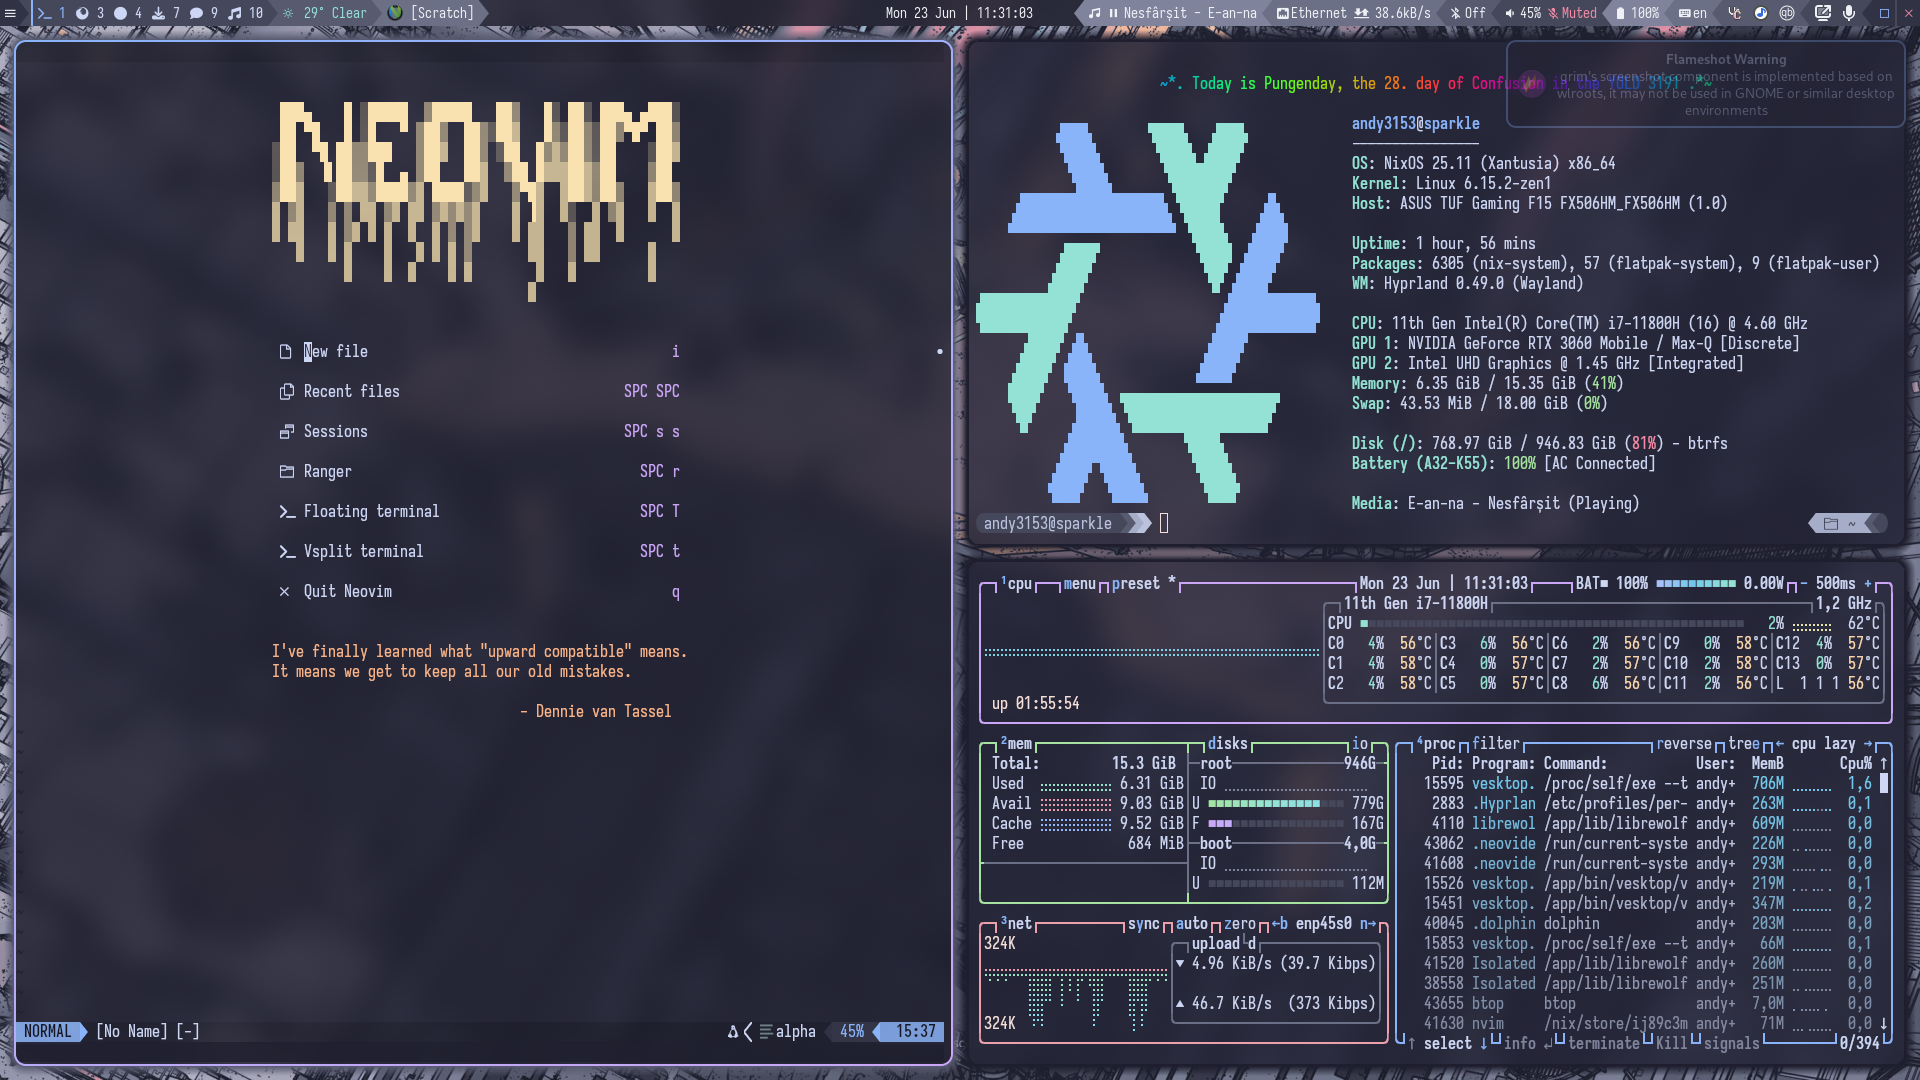 1 3 4 7 9 10 29° Clear [Scratch]
Mon 23 Jun | 11:31:03
Nesfârșit - E-an-na Ethernet 38.6kB/s Off 45% Muted 100% en
NEOVIM
New file i
Recent files SPC SPC
Sessions SPC s s
Ranger SPC r
Floating terminal SPC T
Vsplit terminal SPC t
Quit Neovim q
I've finally learned what "upward compatible" means.
It means we get to keep all our old mistakes.
- Dennie van Tassel
NORMAL [No Name] [-] alpha 45% 15:37
~*. Today is Pungenday, the 28. day of Confusion in the YOLD 3191 .*~
Flameshot Warning
grim's screenshot component is implemented based on
wlroots, it may not be used in GNOME or similar desktop
environments
andy3153@sparkle
----------------
OS: NixOS 25.11 (Xantusia) x86_64
Kernel: Linux 6.15.2-zen1
Host: ASUS TUF Gaming F15 FX506HM_FX506HM (1.0)
Uptime: 1 hour, 56 mins
Packages: 6305 (nix-system), 57 (flatpak-system), 9 (flatpak-user)
WM: Hyprland 0.49.0 (Wayland)
CPU: 11th Gen Intel(R) Core(TM) i7-11800H (16) @ 4.60 GHz
GPU 1: NVIDIA GeForce RTX 3060 Mobile / Max-Q [Discrete]
GPU 2: Intel UHD Graphics @ 1.45 GHz [Integrated]
Memory: 6.35 GiB / 15.35 GiB (41%)
Swap: 43.53 MiB / 18.00 GiB (0%)
Disk (/): 768.97 GiB / 946.83 GiB (81%) - btrfs
Battery (A32-K55): 100% [AC Connected]
Media: E-an-na - Nesfârșit (Playing)
andy3153@sparkle ~
¹cpu menu preset * Mon 23 Jun | 11:31:03 BAT■ 100% 0.00W - 500ms +
11th Gen i7-11800H 1,2 GHz
CPU 2% 62°C
C0 4% 56°C C3 6% 56°C C6 2% 56°C C9 0% 58°C C12 4% 57°C
C1 4% 58°C C4 0% 57°C C7 2% 57°C C10 2% 58°C C13 0% 57°C
C2 4% 58°C C5 0% 57°C C8 6% 56°C C11 2% 56°C L 1 1 1 56°C
up 01:55:54
²mem disks io
Total: 15.3 GiB root 946G
Used 6.31 GiB IO
Avail 9.03 GiB U 779G
Cache 9.52 GiB F 167G
Free 684 MiB boot 4,0G
IO
U 112M
³net sync auto zero ←b enp45s0 n→
324K upload d
▼ 4.96 KiB/s (39.7 Kibps)
▲ 46.7 KiB/s (373 Kibps)
324K
⁴proc filter reverse tree ← cpu lazy →
Pid: Program: Command: User: MemB Cpu% ↑
15595 vesktop. /proc/self/exe --t andy+ 706M 1,6
2883 .Hyprlan /etc/profiles/per- andy+ 263M 0,1
4110 librewol /app/lib/librewolf andy+ 609M 0,0
43062 .neovide /run/current-syste andy+ 226M 0,0
41608 .neovide /run/current-syste andy+ 293M 0,0
15526 vesktop. /app/bin/vesktop/v andy+ 219M 0,1
15451 vesktop. /app/bin/vesktop/v andy+ 347M 0,2
40045 .dolphin dolphin andy+ 203M 0,0
15853 vesktop. /proc/self/exe --t andy+ 66M 0,1
41520 Isolated /app/lib/librewolf andy+ 260M 0,0
38558 Isolated /app/lib/librewolf andy+ 251M 0,0
43655 btop btop andy+ 7,0M 0,0
41630 nvim /nix/store/ij89c3m andy+ 71M 0,0 ↓
↑ select ↓ info ↵ terminate Kill signals 0/394